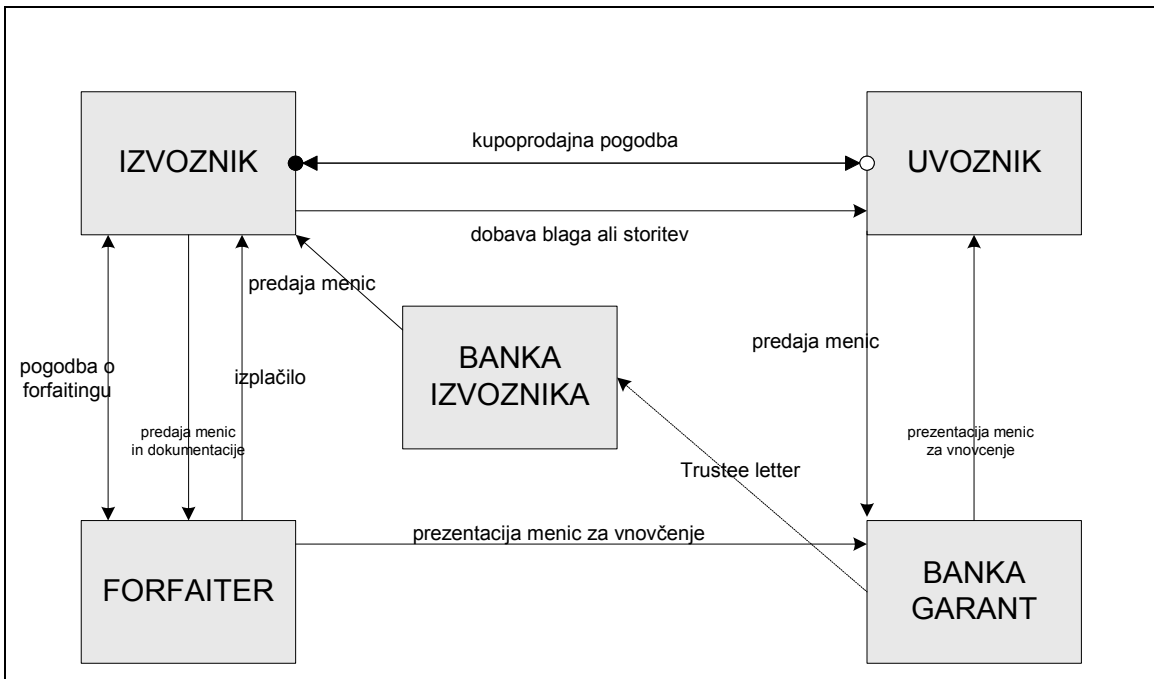 kupoprodajna pogodba
IZVOZNIK
UVOZNIK
dobava blaga ali storitev
predaja menic
BANKA
IZVOZNIKA
predaja menic
pogodba o
forfaitingu
izplačilo
predaja menic
in dokumentacije
prezentacija menic
za vnovcenje
Trustee letter
prezentacija menic za vnovčenje
FORFAITER
BANKA
GARANT